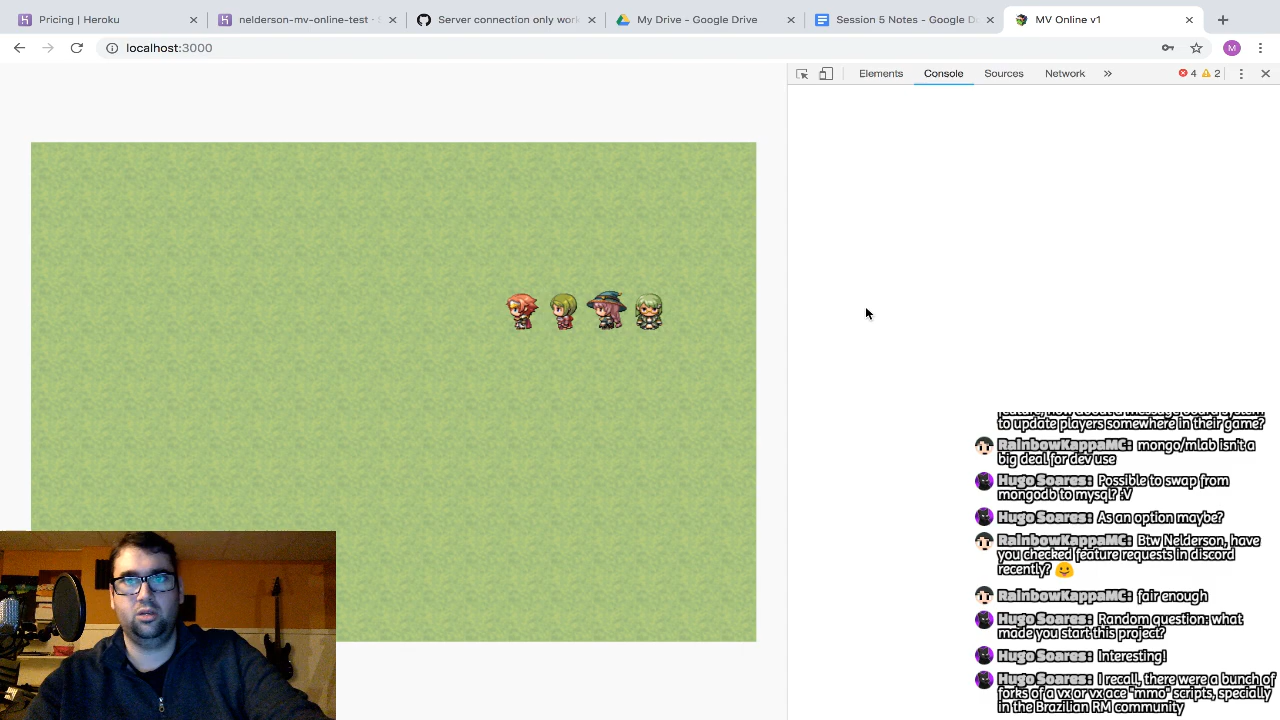 Pricing | Heroku
nelderson-mv-online-test ·
Server connection only work
My Drive - Google Drive
Session 5 Notes - Google D
MV Online v1
localhost:3000
M
Elements
Console
Sources
Network
4
2
to update players somewhere in their game?
RainbowKappaMC: mongo/mlab isn't a
big deal for dev use
Hugo Soares: Possible to swap from
mongodb to mysql? :V
Hugo Soares: As an option maybe?
RainbowKappaMC: Btw Nelderson, have
you checked feature requests in discord
recently?
RainbowKappaMC: fair enough
Hugo Soares: Random question: what
made you start this project?
Hugo Soares: Interesting!
Hugo Soares: I recall, there were a bunch of
forks of a vx or vx ace "mmo" scripts, specially
in the Brazilian RM community